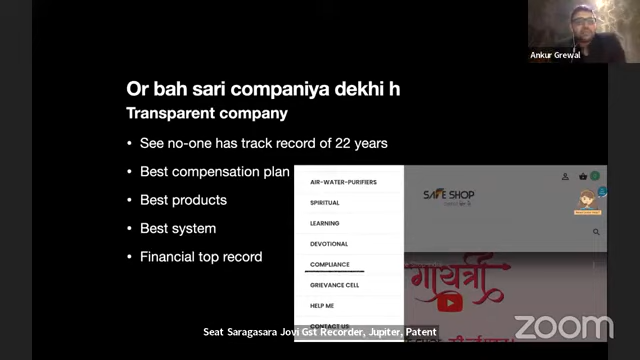 Ankur Grewal
Or bah sari companiya dekhi h
Transparent company
• See no-one has track record of 22 years
• Best compensation plan
• Best products
• Best system
• Financial top record
AIR-WATER-PURIFIERS
SPIRITUAL
LEARNING
DEVOTIONAL
COMPLIANCE
GRIEVANCE CELL
HELP ME
CONTACT US
SAFE SHOP
गायत्री
Seat Saragasara Jovi Gst Recorder, Jupiter, Patent
zoom